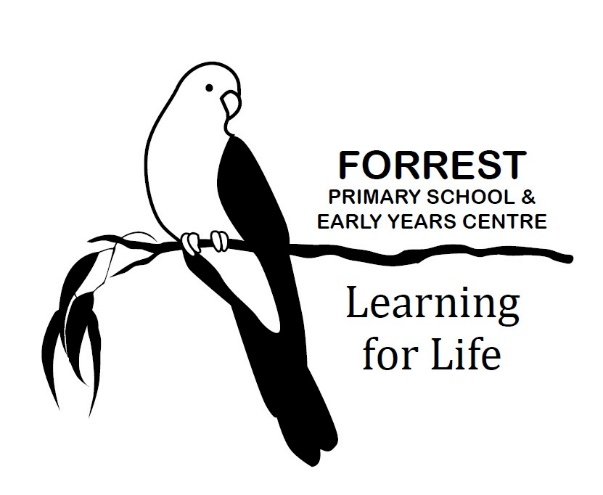 FORREST
PRIMARY SCHOOL &
EARLY YEARS CENTRE
Learning
for Life